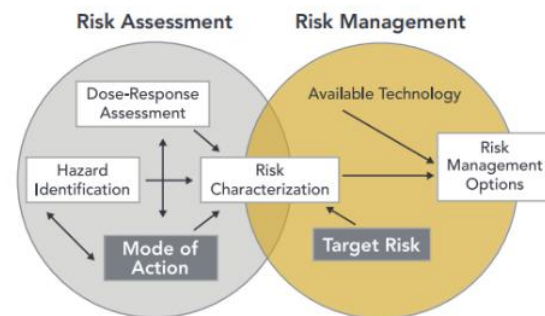 Risk Assessment
Risk Management
Dose-Response
Assessment
Available Technology
Hazard
Identification
Risk
Characterization
Risk
Management
Options
Mode of
Action
Target Risk